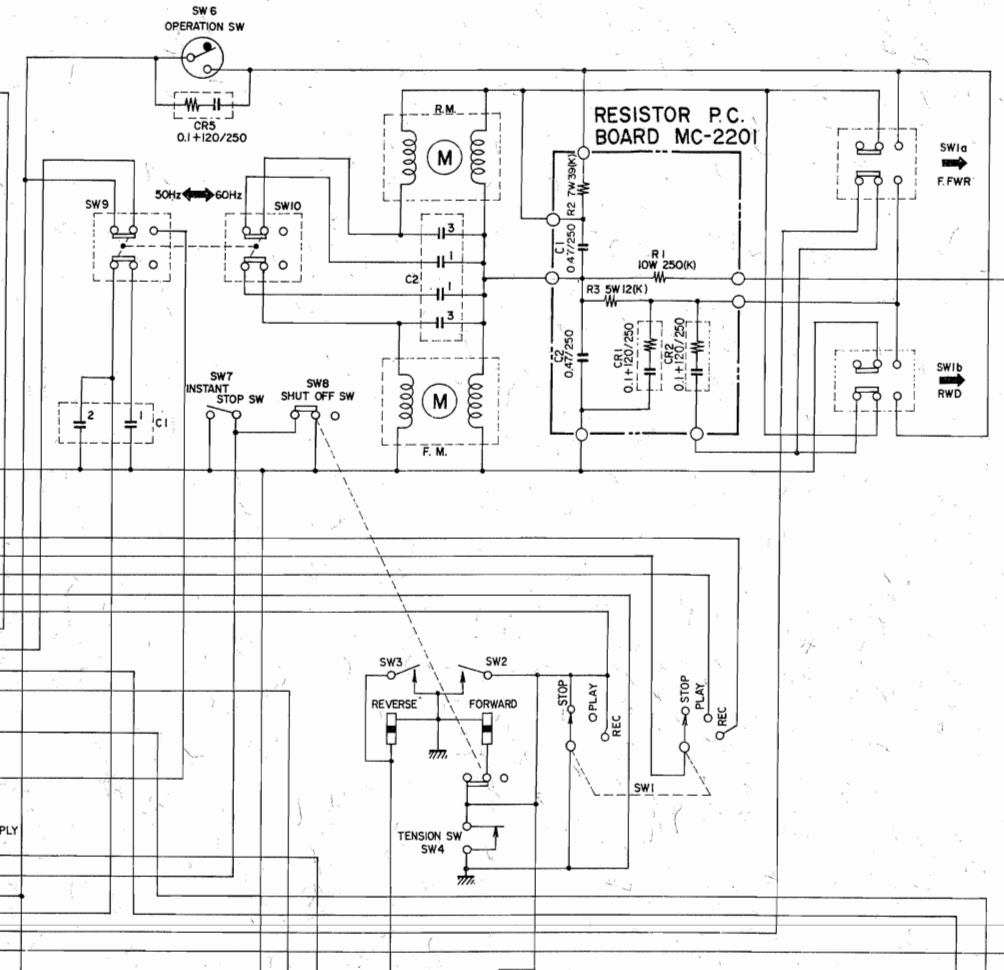 SW6
OPERATION SW
CR5
0.1+120/250
R.M.
M
RESISTOR P.C.
BOARD MC-2201
SW1a
F.FWR
50Hz
60Hz
SW9
SW10
3
1
C2
1
3
R2 7W39(K)
C1
0.47/250
R1
10W 250(K)
R3 5W12(K)
C2
0.47/250
CR1
0.1+120/250
CR2
0.1+120/250
SW1b
RWD
SW7
INSTANT
STOP SW
SW8
SHUT OFF SW
M
F. M.
2
1
C1
SW3
SW2
REVERSE
FORWARD
STOP
PLAY
REC
STOP
PLAY
REC
SW1
TENSION SW
SW4
PLY